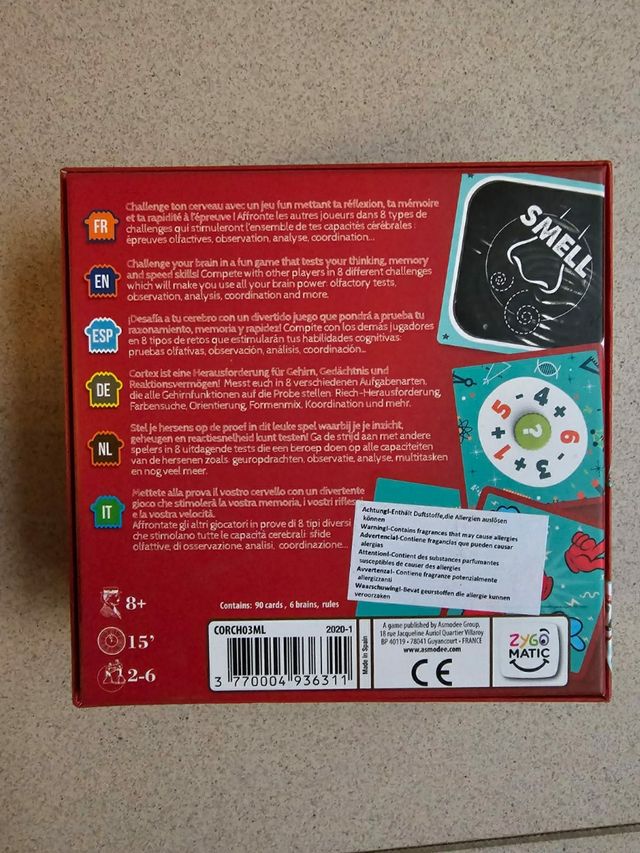 FR
Challenge ton cerveau avec un jeu fun mettant ta réflexion, ta mémoire
et ta rapidité à l'épreuve ! Affronte les autres joueurs dans 8 types de
challenges qui stimuleront l'ensemble de tes capacités cérébrales :
épreuves olfactives, observation, analyse, coordination...
EN
Challenge your brain in a fun game that tests your thinking, memory
and speed skills! Compete with other players in 8 different challenges
which will make you use all your brain power: olfactory tests,
observation, analysis, coordination and more.
ESP
¡Desafía a tu cerebro con un divertido juego que pondrá a prueba tu
razonamiento, memoria y rapidez! Compite con los demás jugadores
en 8 tipos de retos que estimularán tus habilidades cognitivas:
pruebas olfativas, observación, análisis, coordinación...
DE
Cortex ist eine Herausforderung für Gehirn, Gedächtnis und
Reaktionsvermögen! Messt euch in 8 verschiedenen Aufgabenarten,
die alle Gehirnfunktionen auf die Probe stellen: Riech-Herausforderung,
Farbensuche, Orientierung, Formenmix, Koordination und mehr.
NL
Stel je hersens op de proef in dit leuke spel waarbij je je inzicht,
geheugen en reactiesnelheid kunt testen! Ga de strijd aan met andere
spelers in 8 uitdagende tests die een beroep doen op alle capaciteiten
van de hersenen zoals: geuropdrachten, observatie, analyse, multitasken
en nog veel meer.
IT
Mettete alla prova il vostro cervello con un divertente
gioco che stimolerà la vostra memoria, i vostri rifles
e la vostra velocità.
Affrontate gli altri giocatori in prove di 8 tipi diversi
che stimolano tutte le capacità cerebrali: sfide
olfattive, di osservazione, analisi, coordinazione...
SMELL
5 - 4 + 6 - 3 + 1 +
?
Achtung!-Enthält Duftstoffe,die Allergien auslösen
können
Warning!-Contains fragrances that may cause allergies
Advertencia!-Contiene fragancias que pueden causar
alergias
Attention!-Contient des substances parfumantes
susceptibles de causer des allergies
Avvertenza!- Contiene fragranze potenzialmente
allergizzanti
Waarschuwing!-Bevat geurstoffen die allergie kunnen
veroorzaken
8+
15'
2-6
Contains: 90 cards , 6 brains, rules
CORCH03ML 2020-1
3 770004 936311
Made in Spain
A game published by Asmodee Group,
18 rue Jacqueline Auriol Quartier Villaroy
BP 40119 • 78041 Guyancourt • FRANCE
www.asmodee.com
CE
ZYGO
MATIC